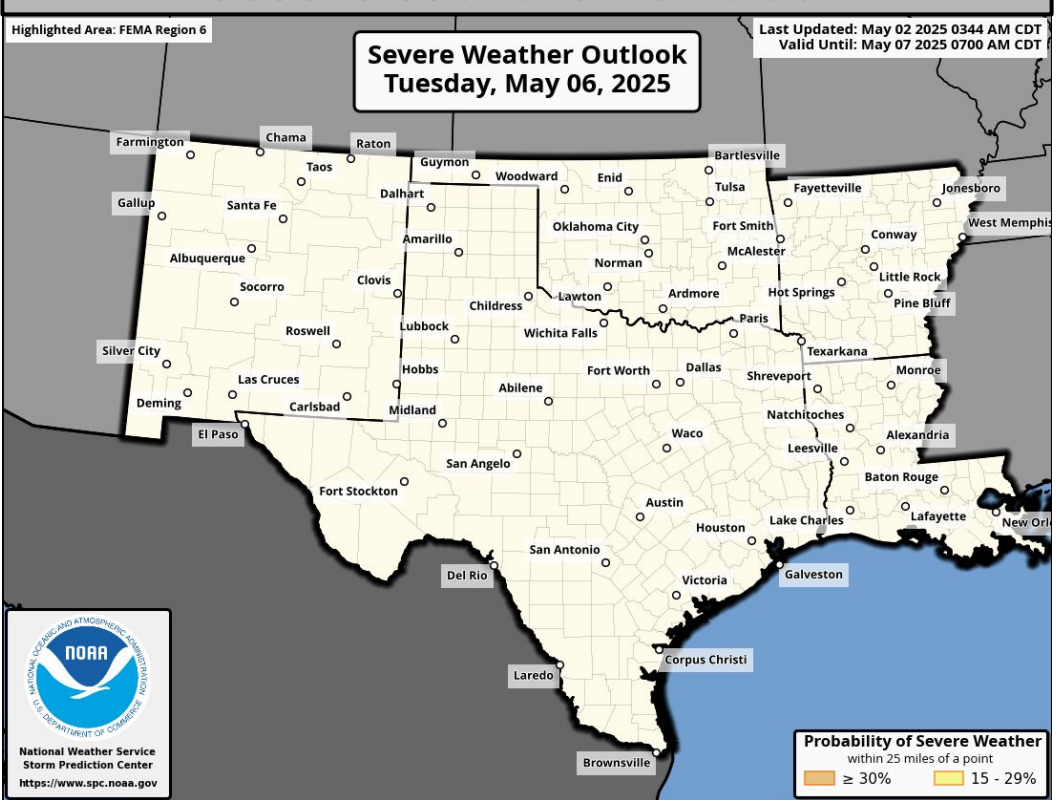 Highlighted Area: FEMA Region 6
Last Updated: May 02 2025 0344 AM CDT
Valid Until: May 07 2025 0700 AM CDT
Severe Weather Outlook
Tuesday, May 06, 2025
Farmington
Chama
Raton
Taos
Guymon
Woodward
Enid
Bartlesville
Tulsa
Fayetteville
Jonesboro
Gallup
Santa Fe
Dalhart
Oklahoma City
Fort Smith
West Memphis
Albuquerque
Amarillo
Norman
McAlester
Conway
Little Rock
Socorro
Clovis
Childress
Lawton
Ardmore
Hot Springs
Pine Bluff
Roswell
Lubbock
Wichita Falls
Paris
Texarkana
Silver City
Las Cruces
Hobbs
Fort Worth
Dallas
Shreveport
Monroe
Deming
Carlsbad
Midland
Abilene
Natchitoches
El Paso
Waco
Leesville
Alexandria
San Angelo
Fort Stockton
Baton Rouge
Austin
Houston
Lake Charles
Lafayette
New Orl
San Antonio
Del Rio
Galveston
Victoria
Laredo
Corpus Christi
Brownsville
NATIONAL OCEANIC AND ATMOSPHERIC ADMINISTRATION
NOAA
U.S. DEPARTMENT OF COMMERCE
National Weather Service
Storm Prediction Center
https://www.spc.noaa.gov
Probability of Severe Weather
within 25 miles of a point
≥ 30%
15 - 29%